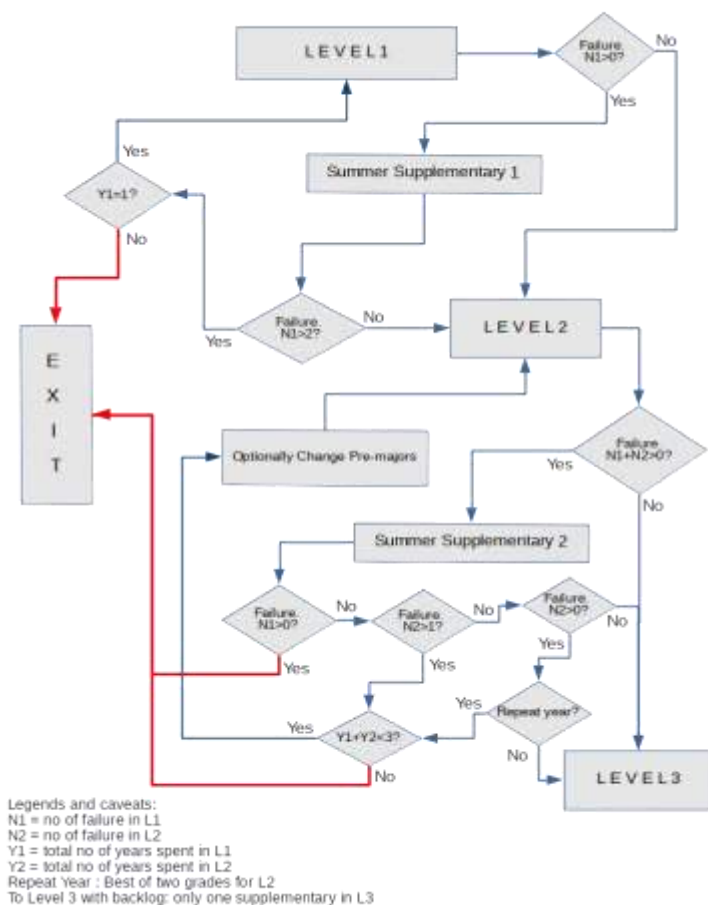 LEVEL1
Failure.
N1>0?
No
Yes
Summer Supplementary 1
Yes
Y1=1?
No
Failure.
N1>2?
Yes
No
LEVEL2
E
X
I
T
Optionally Change Pre-majors
Failure.
N1+N2>0?
Yes
No
Summer Supplementary 2
Failure.
N1>0?
No
Yes
Failure.
N2>1?
No
Yes
Failure.
N2>0?
No
Yes
Repeat year?
Yes
No
Y1+Y2<3?
Yes
No
LEVEL3
Legends and caveats:
N1 = no of failure in L1
N2 = no of failure in L2
Y1 = total no of years spent in L1
Y2 = total no of years spent in L2
Repeat Year : Best of two grades for L2
To Level 3 with backlog: only one supplementary in L3